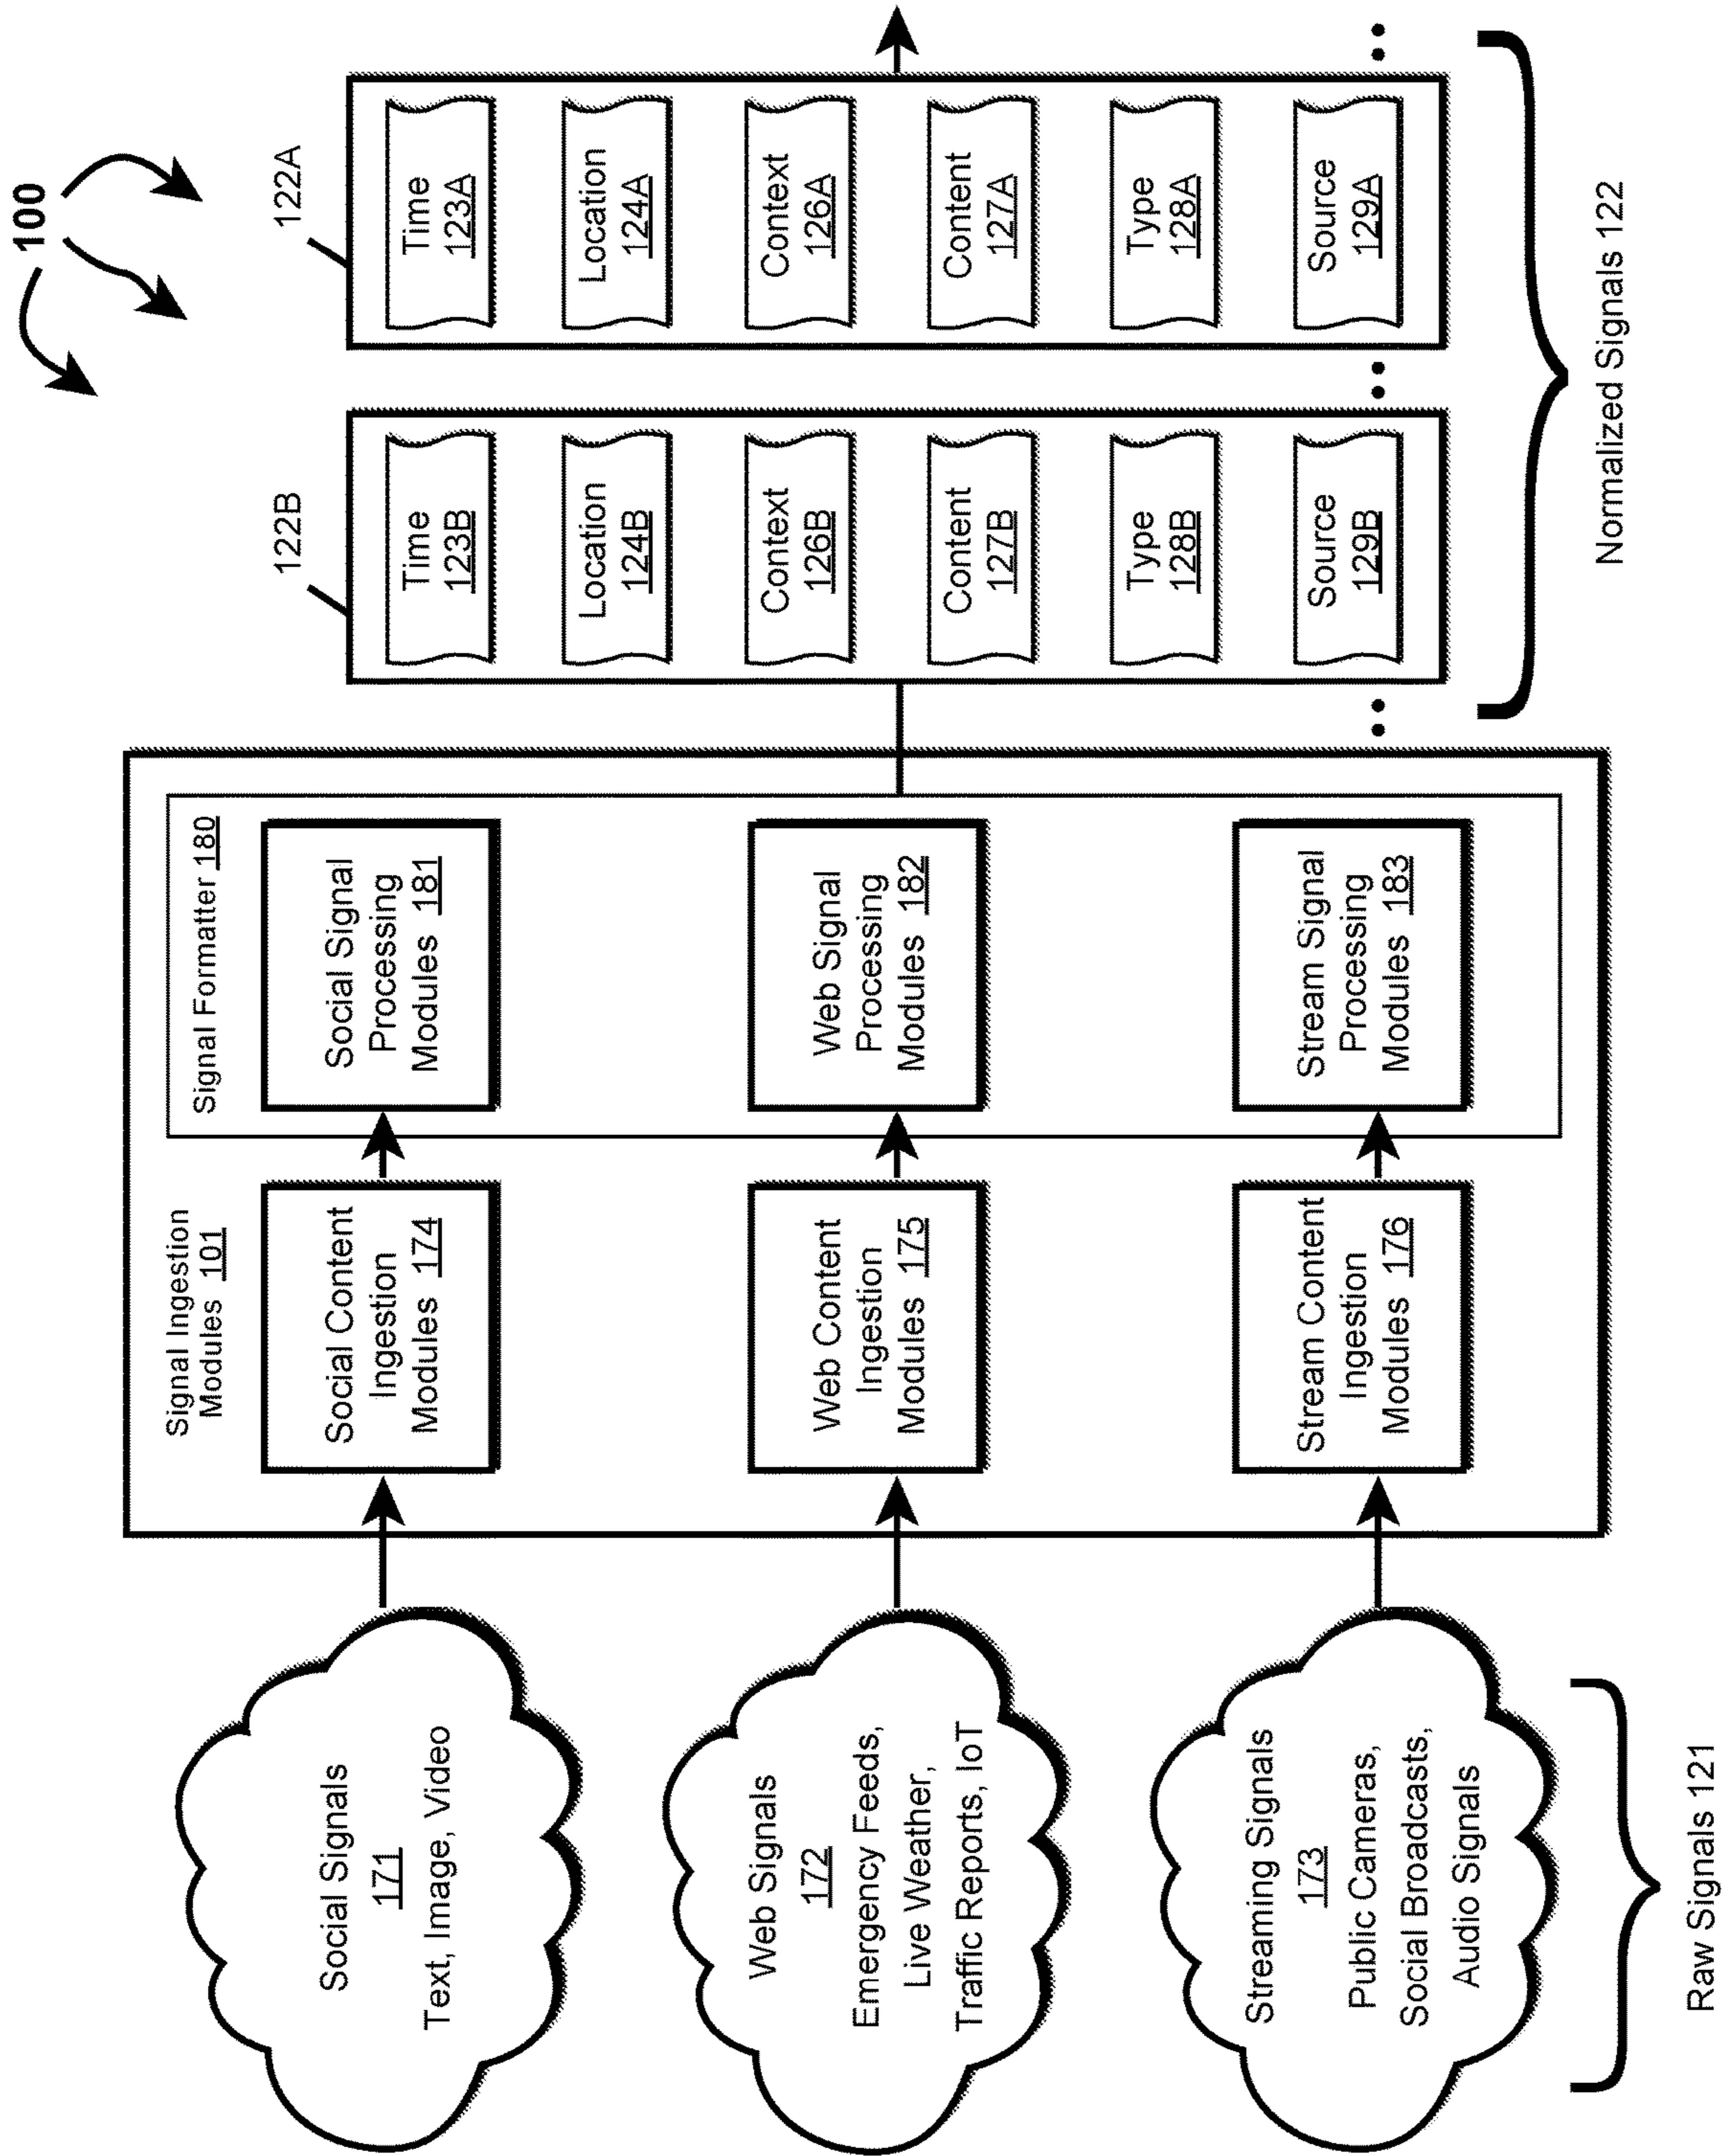 100
Social Signals
171
Text, Image, Video
Web Signals
172
Emergency Feeds,
Live Weather,
Traffic Reports, IoT
Streaming Signals
173
Public Cameras,
Social Broadcasts,
Audio Signals
Raw Signals 121
Signal Ingestion
Modules 101
Social Content
Ingestion
Modules 174
Web Content
Ingestion
Modules 175
Stream Content
Ingestion
Modules 176
Signal Formatter 180
Social Signal
Processing
Modules 181
Web Signal
Processing
Modules 182
Stream Signal
Processing
Modules 183
122B
Time
123B
Location
124B
Context
126B
Content
127B
Type
128B
Source
129B
122A
Time
123A
Location
124A
Context
126A
Content
127A
Type
128A
Source
129A
Normalized Signals 122